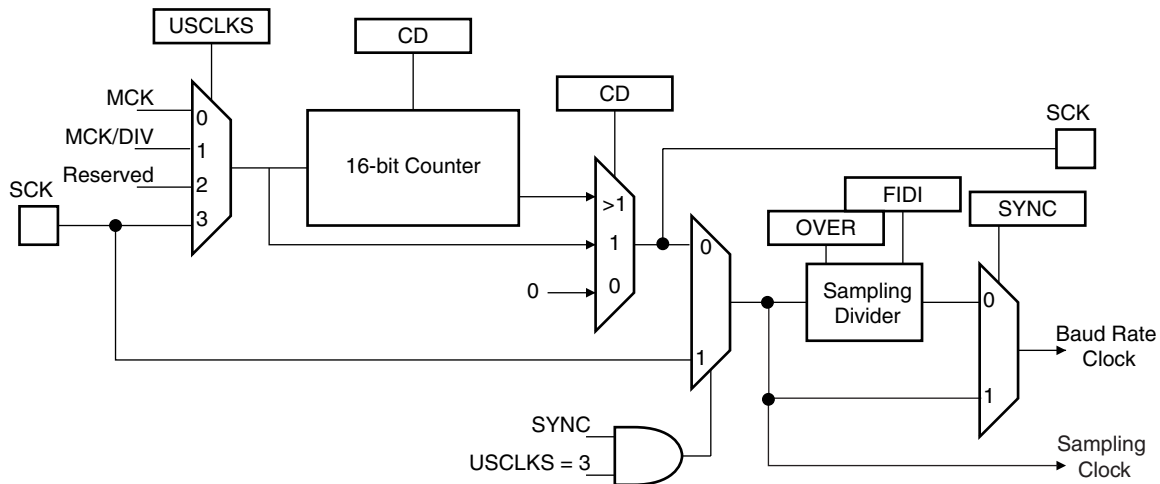 USCLKS
CD
MCK
0
MCK/DIV
1
Reserved
2
SCK
3
16-bit Counter
CD
>1
1
0
0
SCK
FIDI
OVER
SYNC
0
1
Sampling
Divider
0
1
Baud Rate
Clock
SYNC
USCLKS = 3
Sampling
Clock